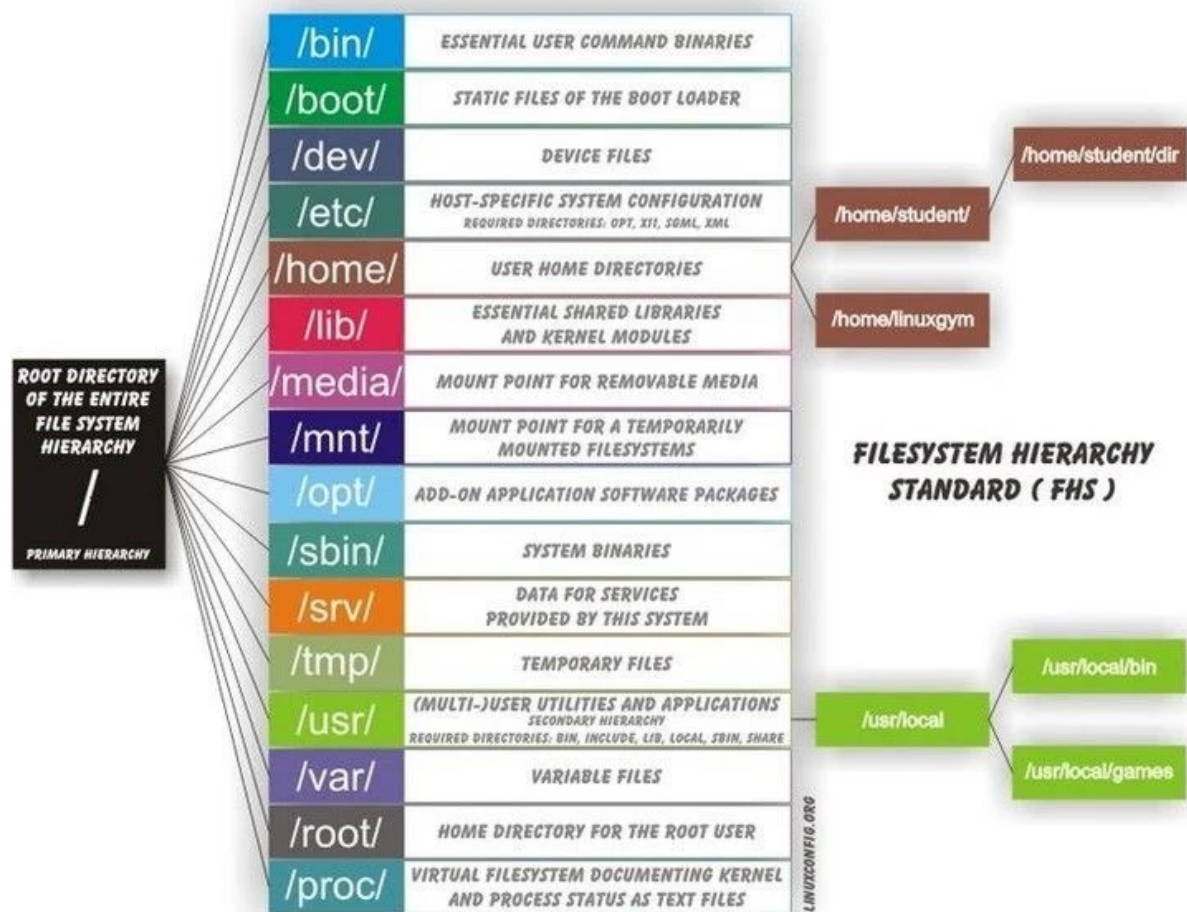 ROOT DIRECTORY
OF THE ENTIRE
FILE SYSTEM
HIERARCHY
/
PRIMARY HIERARCHY
/bin/
ESSENTIAL USER COMMAND BINARIES
/boot/
STATIC FILES OF THE BOOT LOADER
/dev/
DEVICE FILES
/etc/
HOST-SPECIFIC SYSTEM CONFIGURATION
REQUIRED DIRECTORIES: OPT, XII, SGML, XML
/home/
USER HOME DIRECTORIES
/home/student/
/home/student/dir
/home/linuxgym
/lib/
ESSENTIAL SHARED LIBRARIES
AND KERNEL MODULES
/media/
MOUNT POINT FOR REMOVABLE MEDIA
/mnt/
MOUNT POINT FOR A TEMPORARILY
MOUNTED FILESYSTEMS
/opt/
ADD-ON APPLICATION SOFTWARE PACKAGES
/sbin/
SYSTEM BINARIES
/srv/
DATA FOR SERVICES
PROVIDED BY THIS SYSTEM
/tmp/
TEMPORARY FILES
/usr/
(MULTI-)USER UTILITIES AND APPLICATIONS
SECONDARY HIERARCHY
REQUIRED DIRECTORIES: BIN, INCLUDE, LIB, LOCAL, SBIN, SHARE
/usr/local
/usr/local/bin
/usr/local/games
/var/
VARIABLE FILES
/root/
HOME DIRECTORY FOR THE ROOT USER
/proc/
VIRTUAL FILESYSTEM DOCUMENTING KERNEL
AND PROCESS STATUS AS TEXT FILES
FILESYSTEM HIERARCHY
STANDARD ( FHS )
LINUXCONFIG.ORG